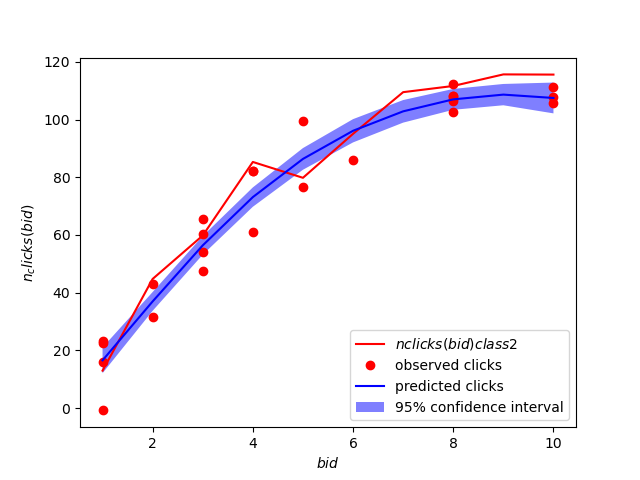 120
100
80
60
40
20
0
n_clicks(bid)
2
4
6
8
10
bid
nclicks(bid)class2
observed clicks
predicted clicks
95% confidence interval